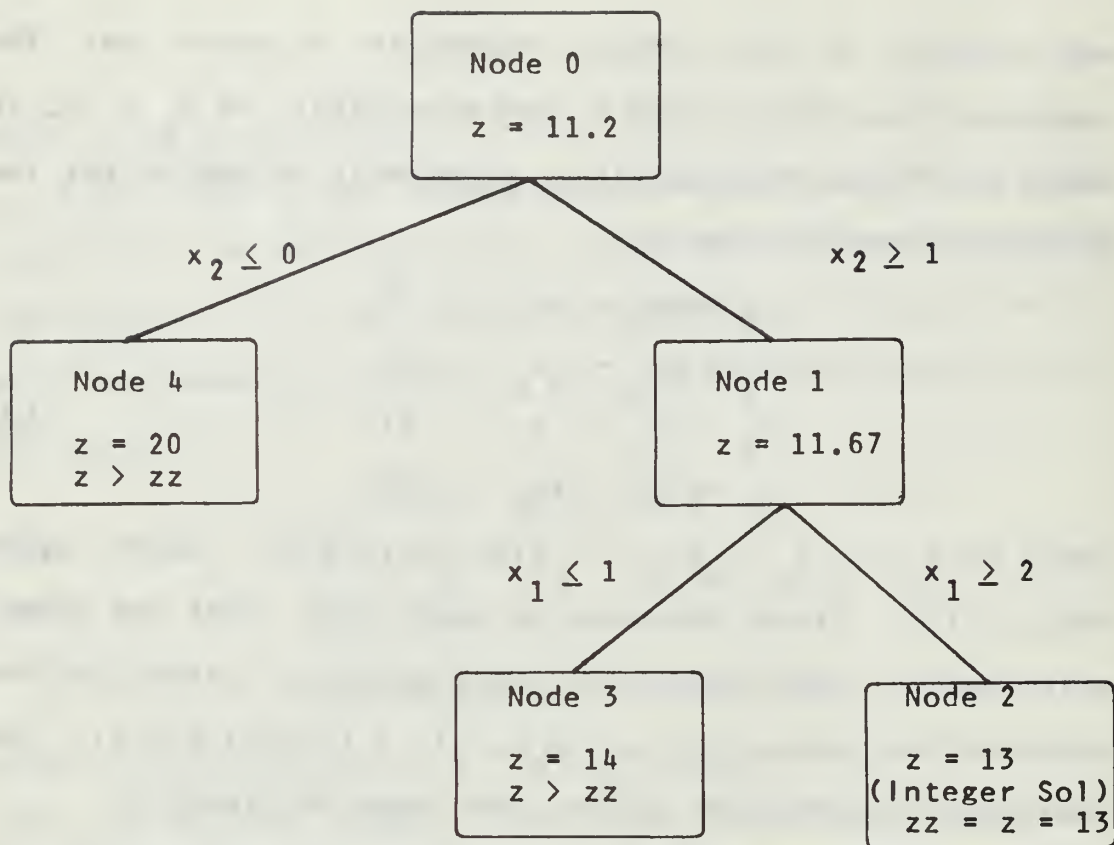 Node 0
z = 11.2
x₂ ≤ 0
x₂ ≥ 1
Node 4
z = 20
z > zz
Node 1
z = 11.67
x₁ ≤ 1
x₁ ≥ 2
Node 3
z = 14
z > zz
Node 2
z = 13
(Integer Sol)
zz = z = 13